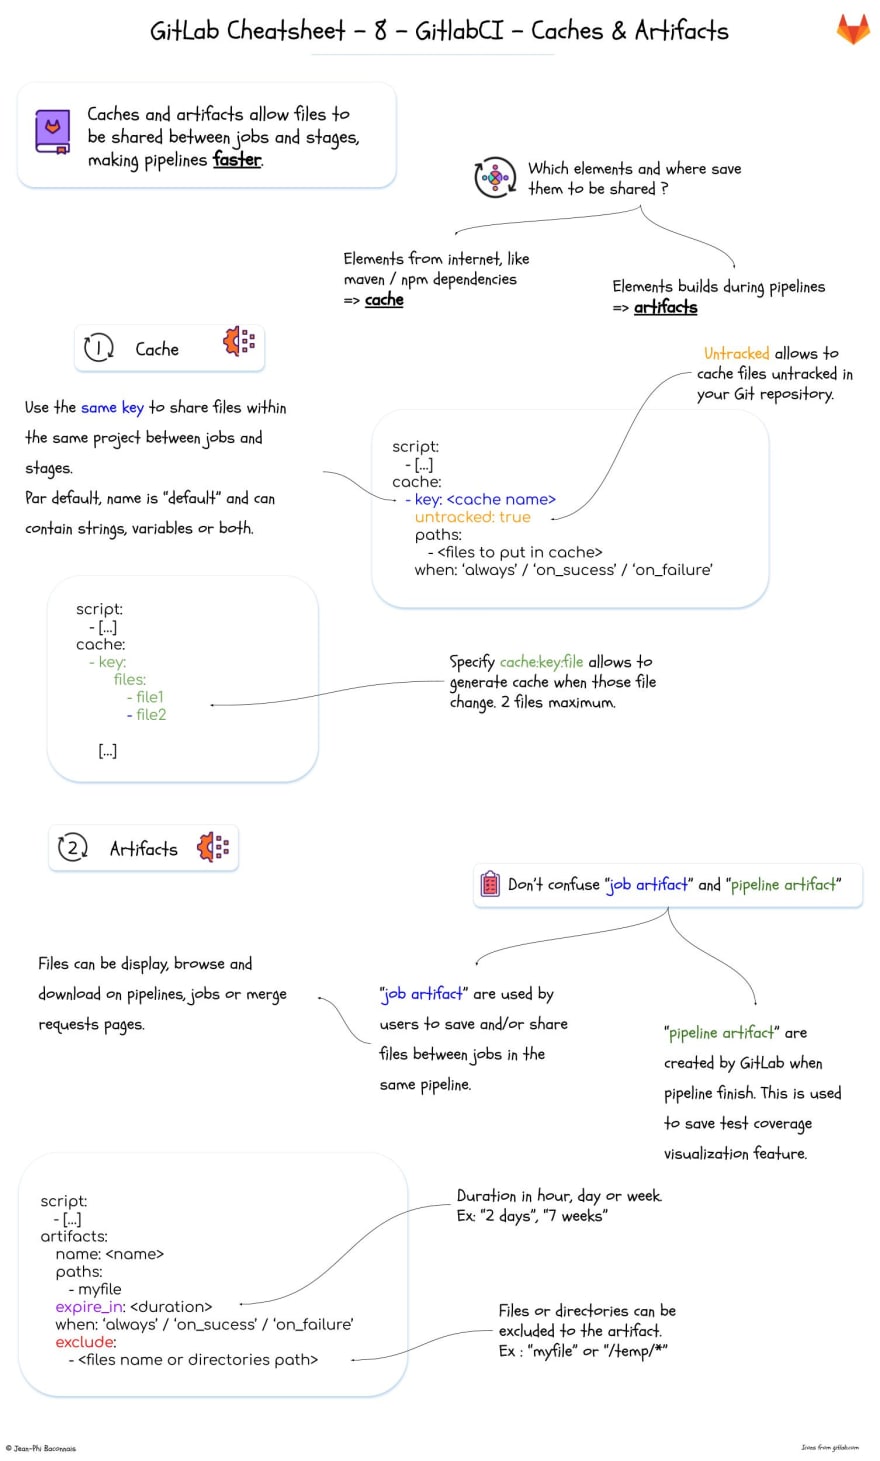 GitLab Cheatsheet - 8 - GitlabCI - Caches & Artifacts
Caches and artifacts allow files to
be shared between jobs and stages,
making pipelines faster.
Which elements and where save
them to be shared ?
Elements from internet, like
maven / npm dependencies
=> cache
Elements builds during pipelines
=> artifacts
1 Cache
Untracked allows to
cache files untracked in
your Git repository.
Use the same key to share files within
the same project between jobs and
stages.
Par default, name is "default" and can
contain strings, variables or both.
script:
- [...]
cache:
- key: <cache name>
untracked: true
paths:
- <files to put in cache>
when: ‘always’ / ‘on_sucess’ / ‘on_failure’
script:
- [...]
cache:
- key:
files:
- file1
- file2
[...]
Specify cache:key:file allows to
generate cache when those file
change. 2 files maximum.
2 Artifacts
Don't confuse "job artifact" and "pipeline artifact"
Files can be display, browse and
download on pipelines, jobs or merge
requests pages.
"job artifact" are used by
users to save and/or share
files between jobs in the
same pipeline.
"pipeline artifact" are
created by GitLab when
pipeline finish. This is used
to save test coverage
visualization feature.
script:
- [...]
artifacts:
name: <name>
paths:
- myfile
expire_in: <duration>
when: ‘always’ / ‘on_sucess’ / ‘on_failure’
exclude:
- <files name or directories path>
Duration in hour, day or week.
Ex: "2 days", "7 weeks"
Files or directories can be
excluded to the artifact.
Ex : "myfile" or "/temp/*"
© Jean-Phi Baconnais
Icons from gitlab.com